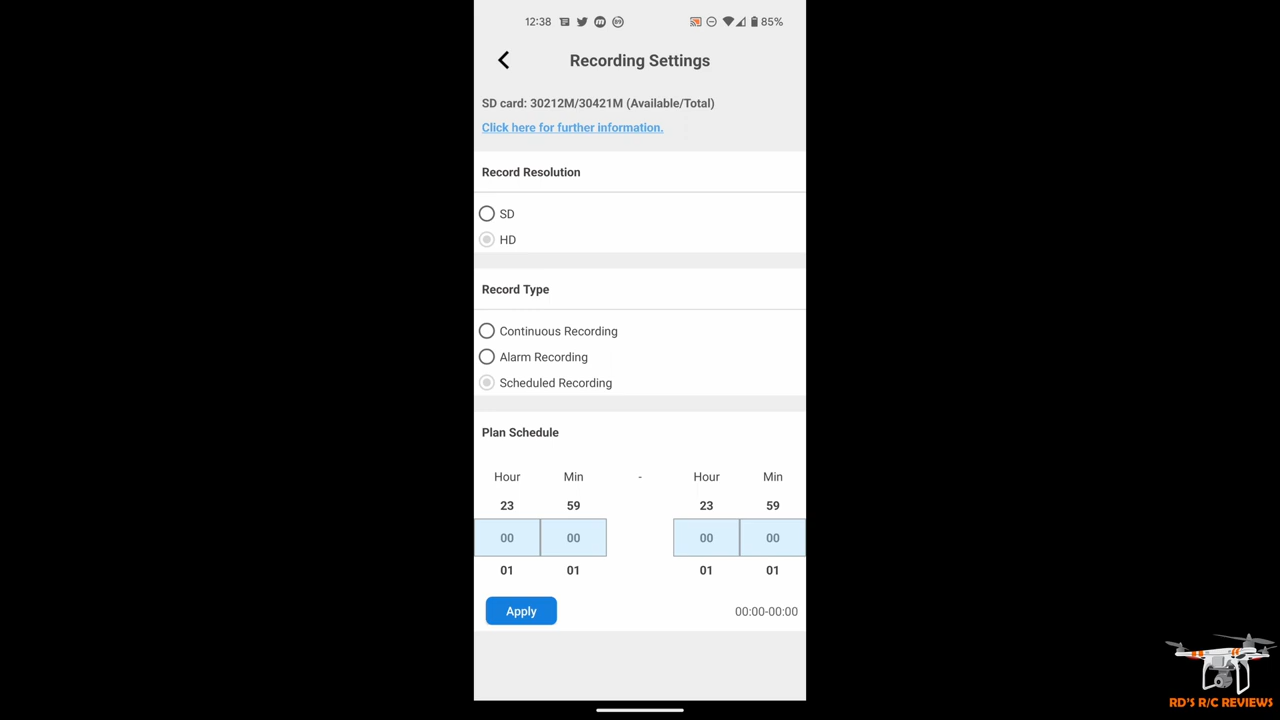 12:38
85%
Recording Settings
SD card: 30212M/30421M (Available/Total)
Click here for further information.
Record Resolution
SD
HD
Record Type
Continuous Recording
Alarm Recording
Scheduled Recording
Plan Schedule
Hour Min - Hour Min
23 59 23 59
00 00 00 00
01 01 01 01
Apply 00:00-00:00
RD'S R/C REVIEWS